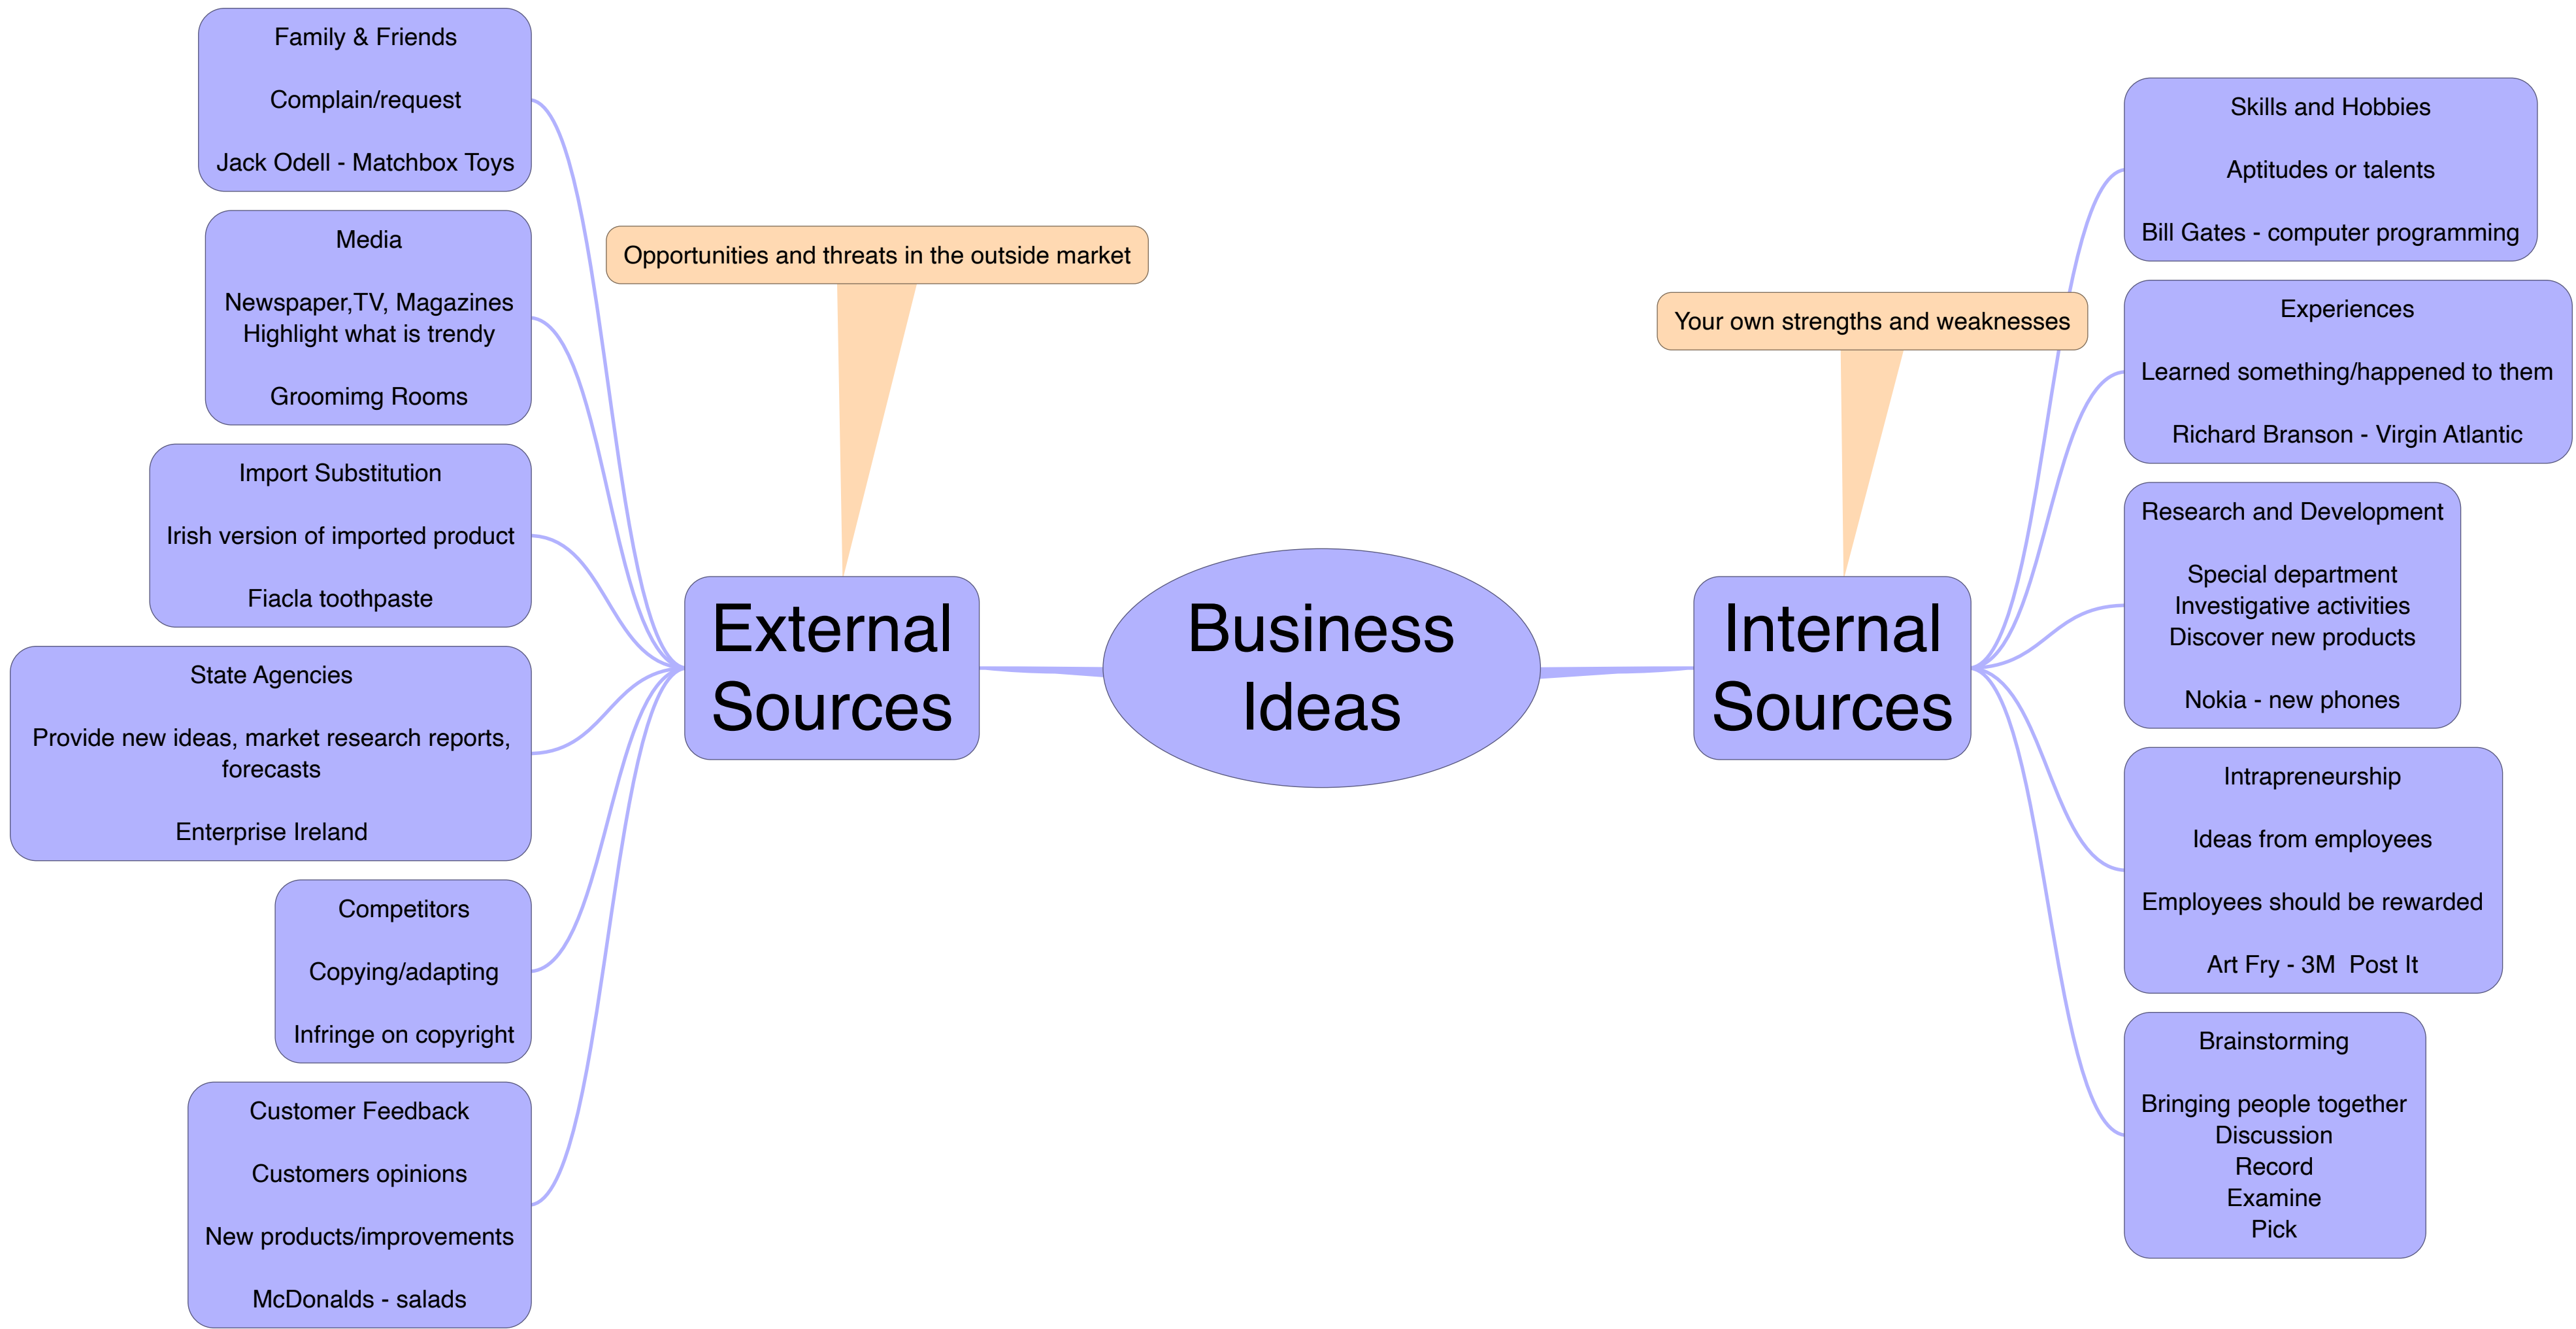 Family & Friends
Complain/request
Jack Odell - Matchbox Toys
Media
Newspaper,TV, Magazines
Highlight what is trendy
Groomimg Rooms
Import Substitution
Irish version of imported product
Fiacla toothpaste
State Agencies
Provide new ideas, market research reports,
forecasts
Enterprise Ireland
Competitors
Copying/adapting
Infringe on copyright
Customer Feedback
Customers opinions
New products/improvements
McDonalds - salads
Opportunities and threats in the outside market
External
Sources
Business
Ideas
Your own strengths and weaknesses
Internal
Sources
Skills and Hobbies
Aptitudes or talents
Bill Gates - computer programming
Experiences
Learned something/happened to them
Richard Branson - Virgin Atlantic
Research and Development
Special department
Investigative activities
Discover new products
Nokia - new phones
Intrapreneurship
Ideas from employees
Employees should be rewarded
Art Fry - 3M  Post It
Brainstorming
Bringing people together
Discussion
Record
Examine
Pick